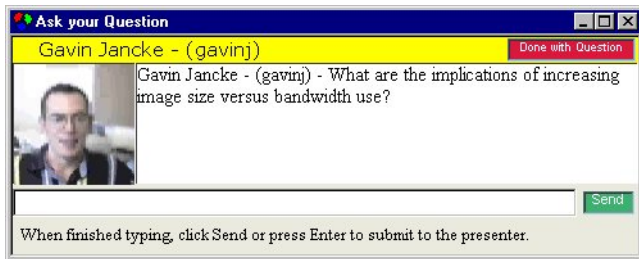 Ask your Question
Gavin Jancke - (gavinj)
Done with Question
Gavin Jancke - (gavinj) - What are the implications of increasing
image size versus bandwidth use?
Send
When finished typing, click Send or press Enter to submit to the presenter.